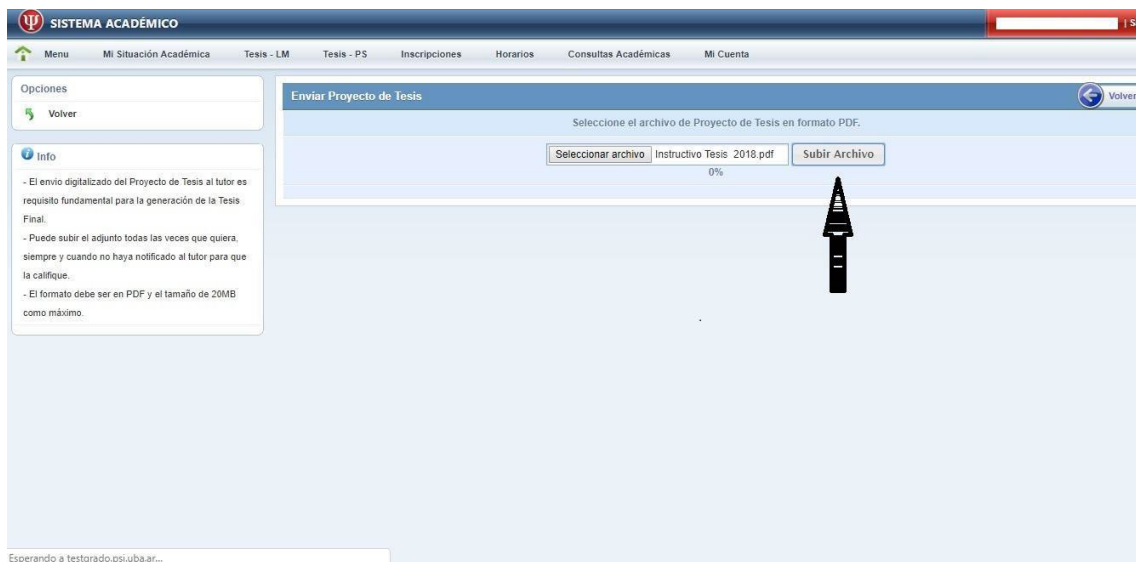 Ψ SISTEMA ACADÉMICO
| S
Menu Mi Situación Académica Tesis - LM Tesis - PS Inscripciones Horarios Consultas Académicas Mi Cuenta
Opciones
Volver
Info
- El envio digitalizado del Proyecto de Tesis al tutor es
requisito fundamental para la generación de la Tesis
Final.
- Puede subir el adjunto todas las veces que quiera,
siempre y cuando no haya notificado al tutor para que
la califique.
- El formato debe ser en PDF y el tamaño de 20MB
como máximo.
Enviar Proyecto de Tesis
Volver
Seleccione el archivo de Proyecto de Tesis en formato PDF.
Seleccionar archivo Instructivo Tesis 2018.pdf Subir Archivo
0%
Esperando a testgrado.psi.uba.ar...